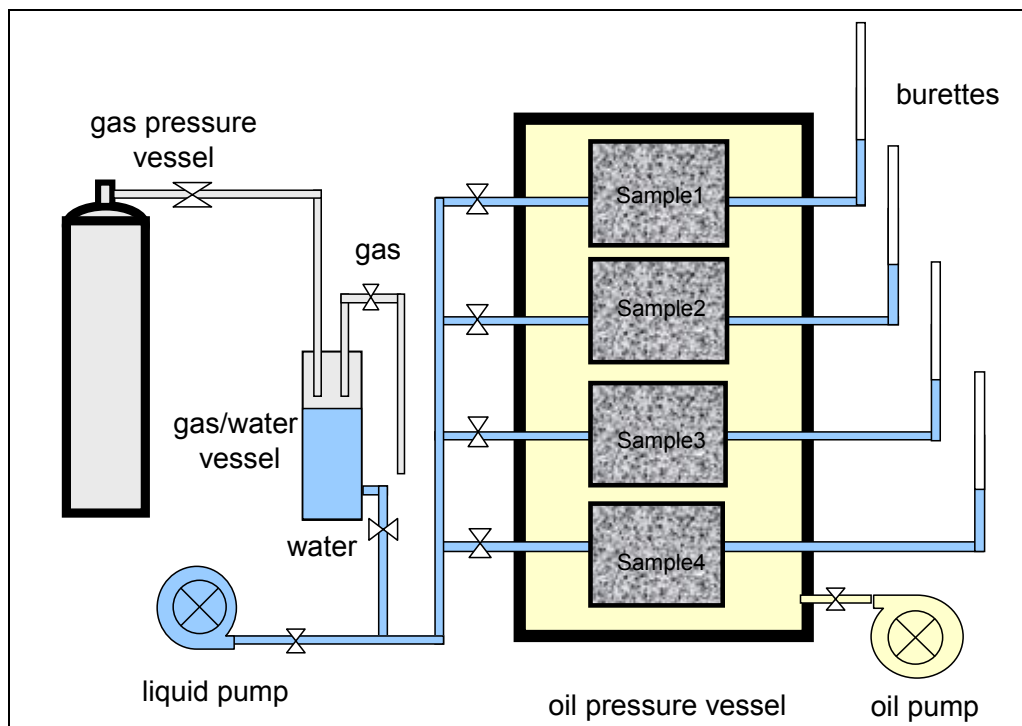 burettes
gas pressure
vessel
Sample1
gas
Sample2
gas/water
vessel
Sample3
water
Sample4
liquid pump
oil pressure vessel
oil pump